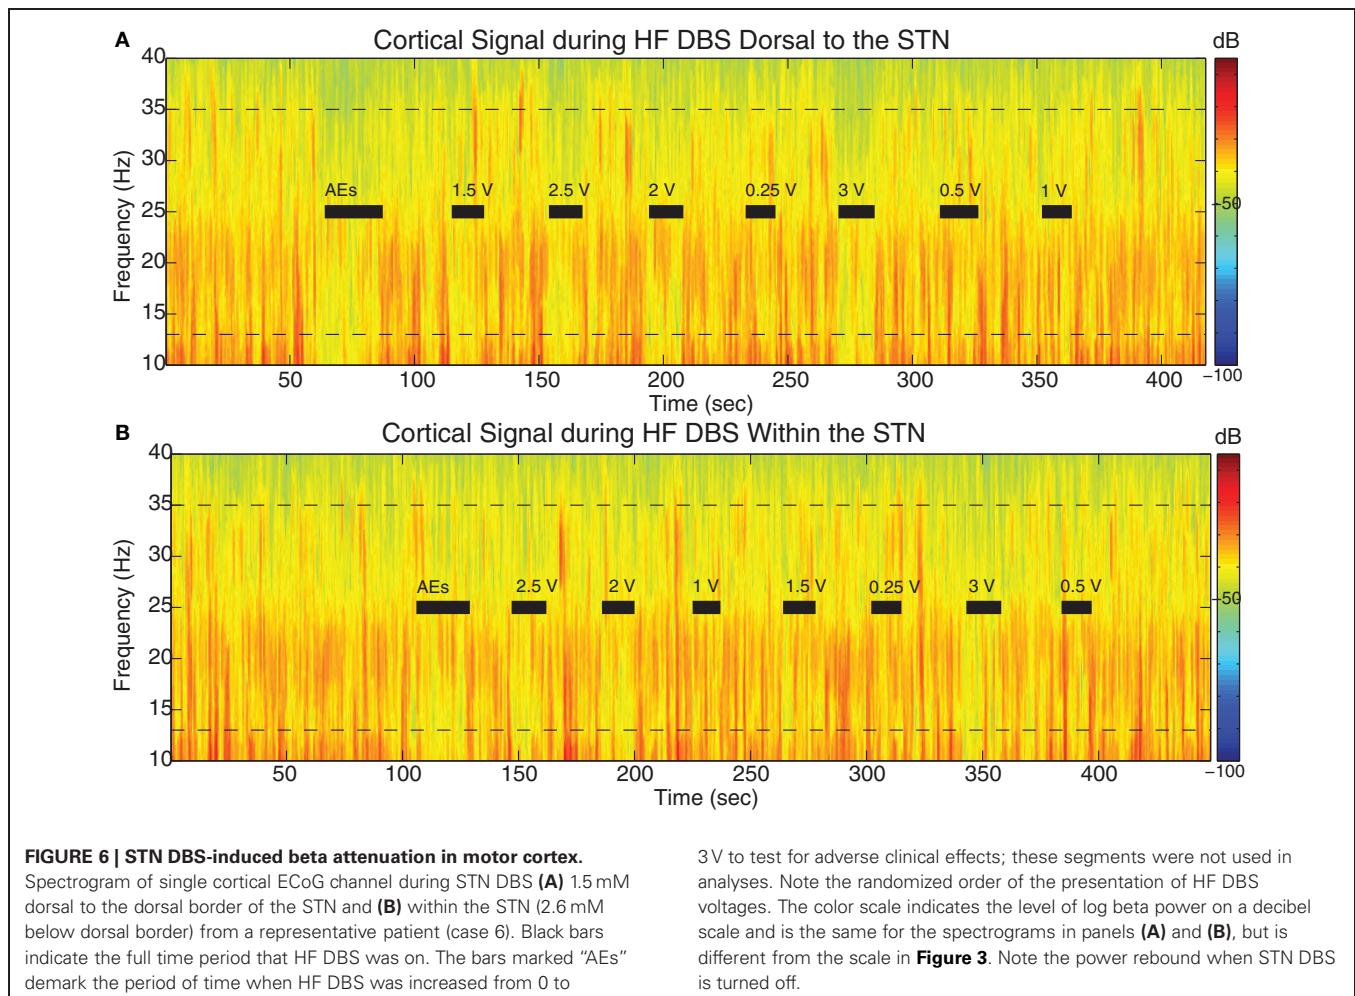 A
Cortical Signal during HF DBS Dorsal to the STN
dB
40
35
30
25
20
15
10
Frequency (Hz)
AEs
1.5 V
2.5 V
2 V
0.25 V
3 V
0.5 V
1 V
-50
−100
50
100
150
200
250
300
350
400
Time (sec)
B
Cortical Signal during HF DBS Within the STN
dB
40
35
30
25
20
15
10
Frequency (Hz)
AEs
2.5 V
2 V
1 V
1.5 V
0.25 V
3 V
0.5 V
-50
−100
50
100
150
200
250
300
350
400
Time (sec)
FIGURE 6 | STN DBS-induced beta attenuation in motor cortex.
Spectrogram of single cortical ECoG channel during STN DBS (A) 1.5 mm
dorsal to the dorsal border of the STN and (B) within the STN (2.6 mm
below dorsal border) from a representative patient (case 6). Black bars
indicate the full time period that HF DBS was on. The bars marked “AEs”
demark the period of time when HF DBS was increased from 0 to
3 V to test for adverse clinical effects; these segments were not used in
analyses. Note the randomized order of the presentation of HF DBS
voltages. The color scale indicates the level of log beta power on a decibel
scale and is the same for the spectrograms in panels (A) and (B), but is
different from the scale in Figure 3. Note the power rebound when STN DBS
is turned off.